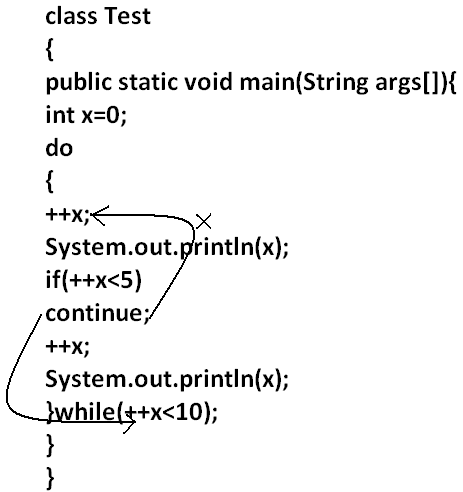 class Test
{
public static void main(String args[]){
int x=0;
do
{
++x;
System.out.println(x);
if(++x<5)
continue;
++x;
System.out.println(x);
}while(++x<10);
}
}